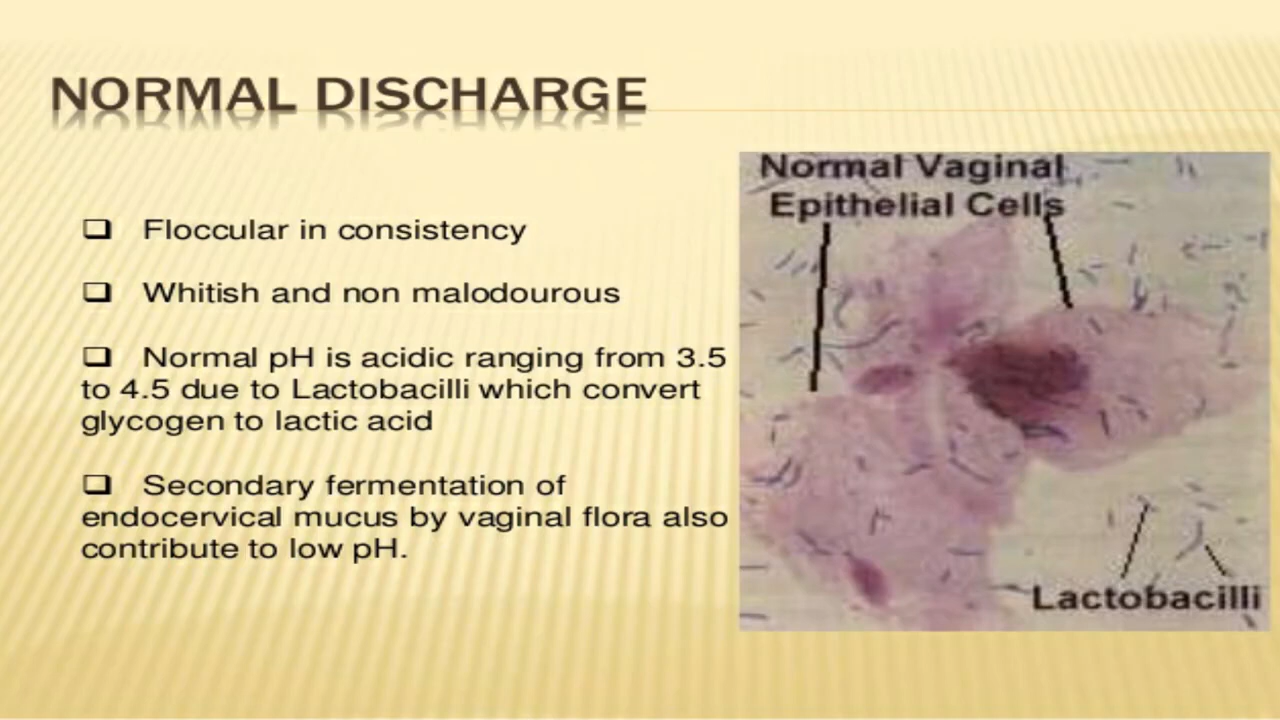 NORMAL DISCHARGE
❑ Floccular in consistency
❑ Whitish and non malodourous
❑ Normal pH is acidic ranging from 3.5
to 4.5 due to Lactobacilli which convert
glycogen to lactic acid
❑ Secondary fermentation of
endocervical mucus by vaginal flora also
contribute to low pH.
Normal Vaginal
Epithelial Cells
Lactobacilli